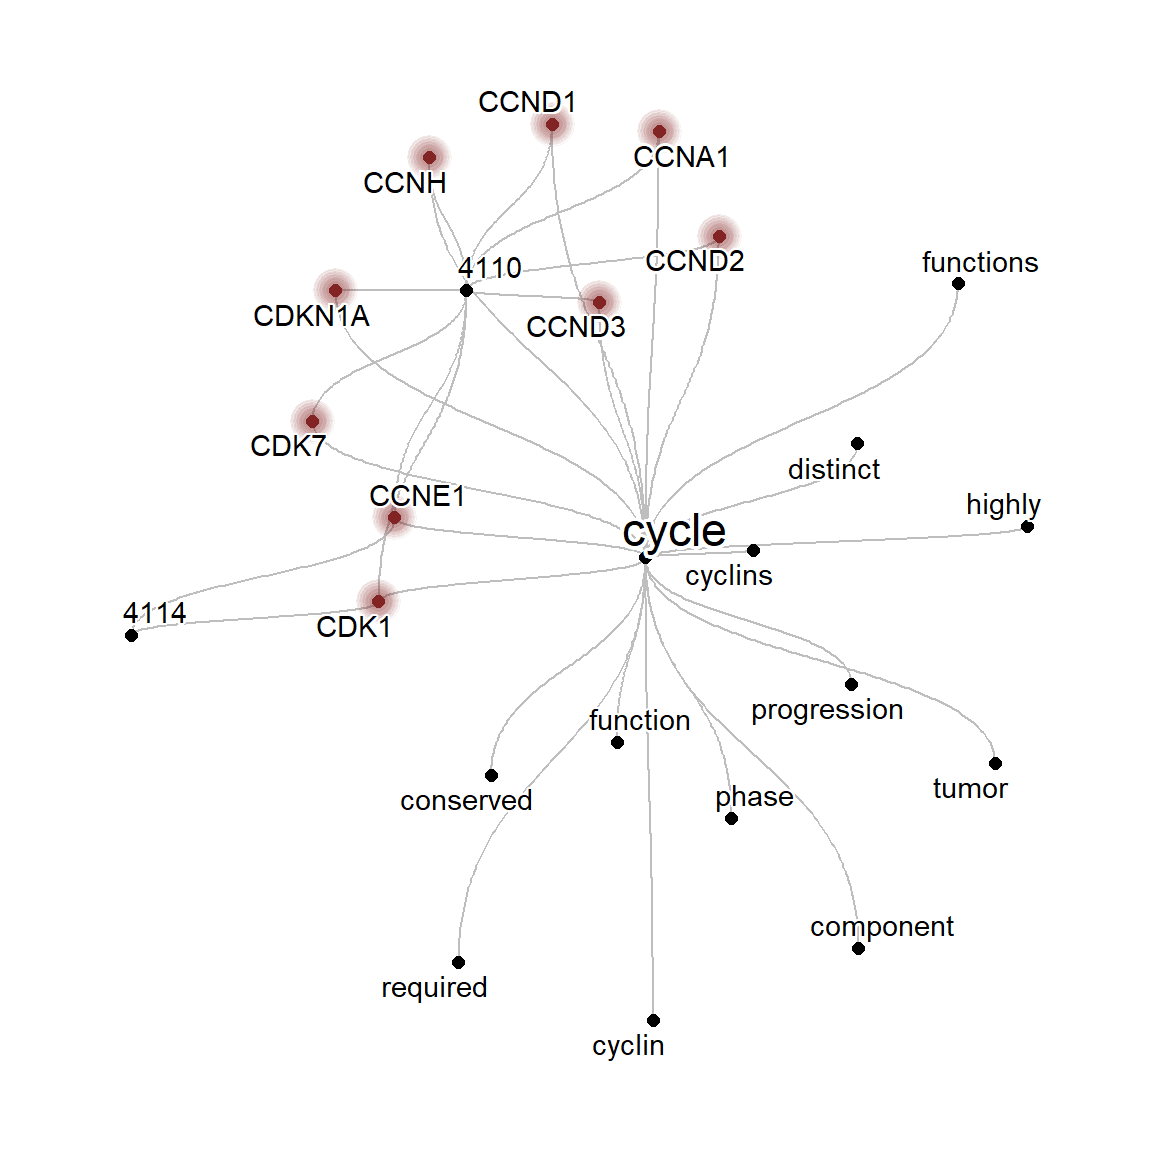 CCND1
CCNA1
CCNH
CCND2
functions
4110
CDKN1A
CCND3
CDK7
distinct
CCNE1
highly
cycle
cyclins
4114
CDK1
progression
function
tumor
phase
conserved
component
required
cyclin